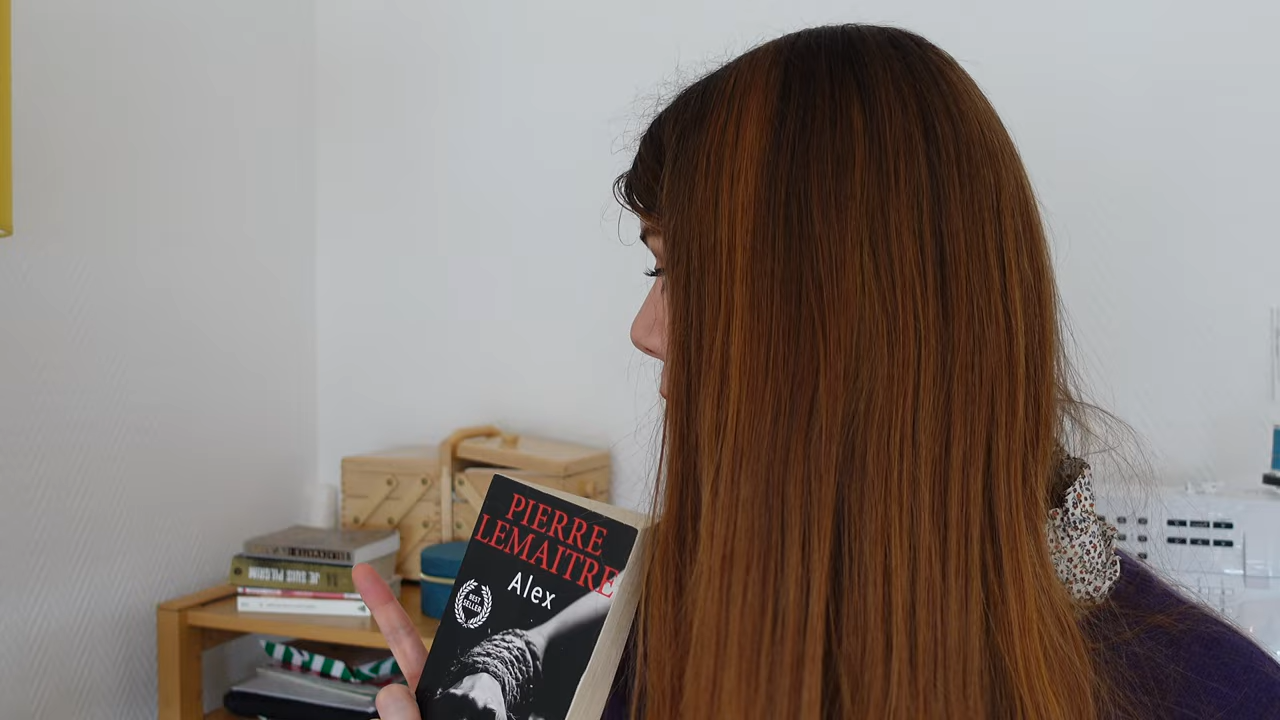 PIERRE
LEMAITRE
Alex
BEST
SELLER
JE SUIS PILGRIM